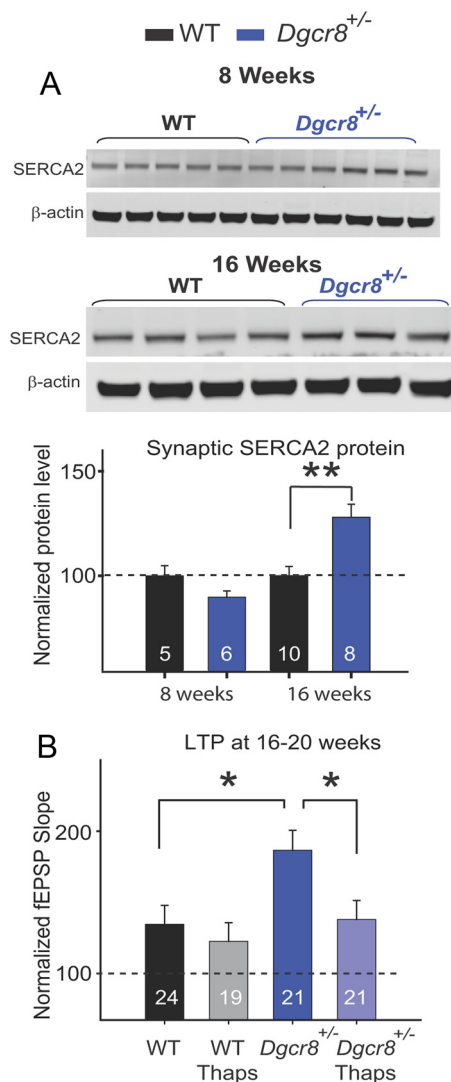 WT Dgcr8+/-
A
8 Weeks
WT Dgcr8+/-
SERCA2
β-actin
16 Weeks
WT Dgcr8+/-
SERCA2
β-actin
Synaptic SERCA2 protein
Normalized protein level
150
**
100
5 6 10 8
8 weeks 16 weeks
B
LTP at 16-20 weeks
Normalized fEPSP Slope
* *
200
100
24 19 21 21
WT WT Dgcr8+/- Dgcr8+/-
Thaps Thaps